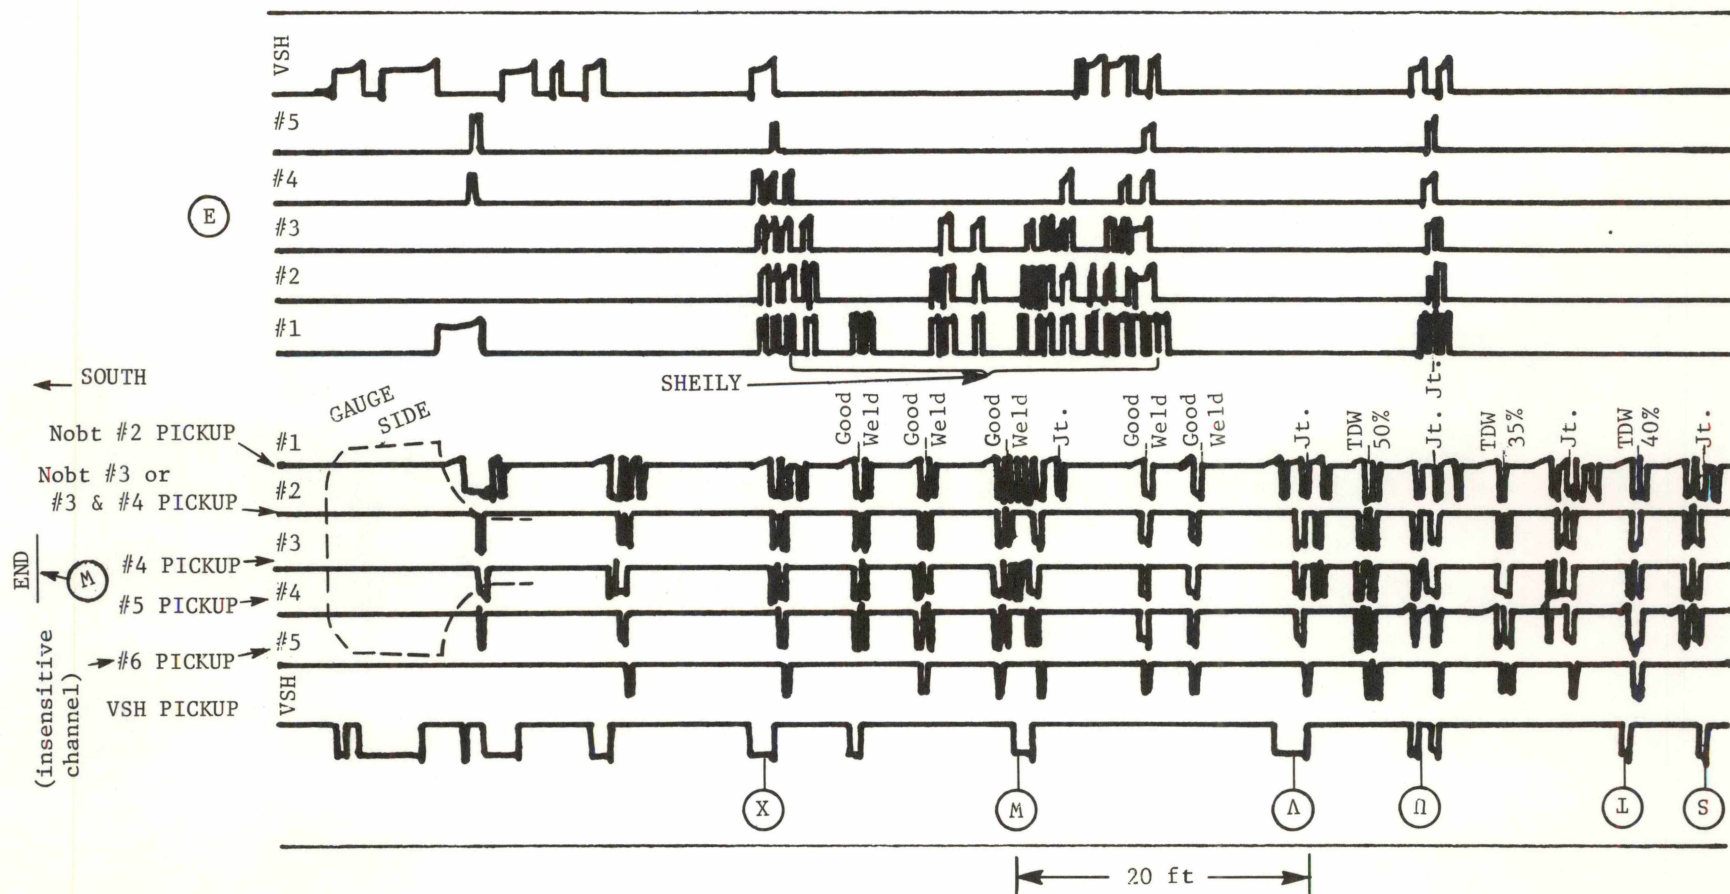 VSH
#5
#4
E
#3
#2
#1
SHEILY
SOUTH
GAUGE
SIDE
Nobt #2 PICKUP
Nobt #3 or
#3 & #4 PICKUP
#4 PICKUP
#5 PICKUP
#6 PICKUP
VSH PICKUP
END
M
(insensitive
channel)
#1
#2
#3
#4
#5
VSH
Good
Weld
Good
Weld
Good
Weld
Jt.
Good
Weld
Good
Weld
Jt.
TDW
50%
Jt.
Jt.
TDW
35%
Jt.
TDW
40%
Jt.
X
W
V
U
T
S
20 ft